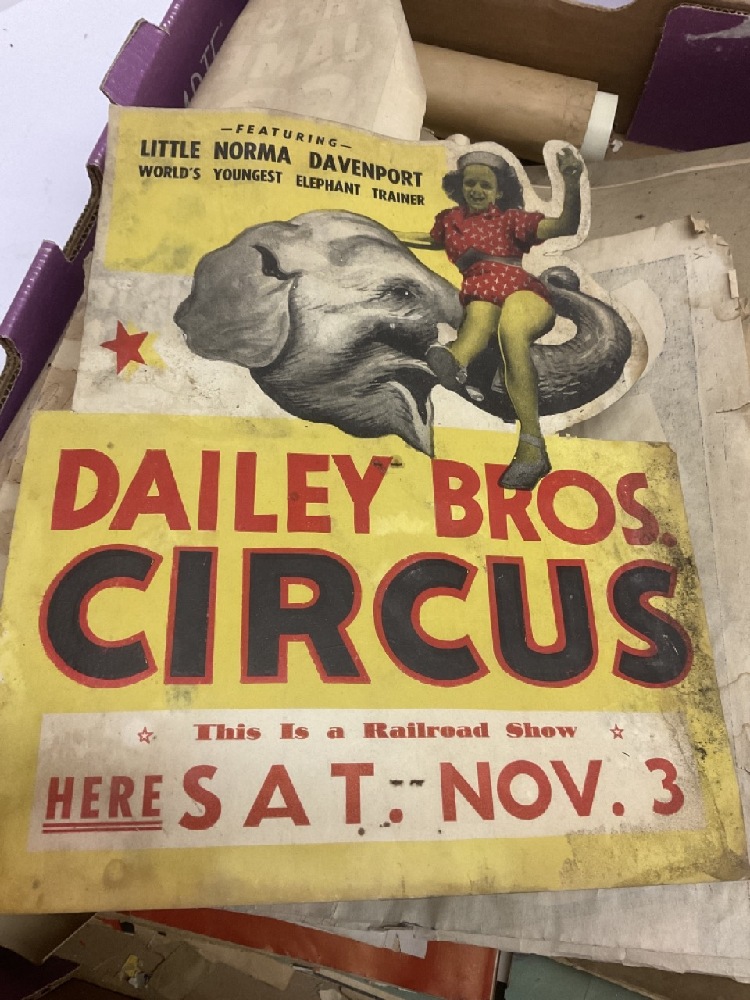 —FEATURING—
LITTLE NORMA DAVENPORT
WORLD'S YOUNGEST ELEPHANT TRAINER
DAILEY BROS.
CIRCUS
☆ This Is a Railroad Show ☆
HERE SAT. NOV. 3